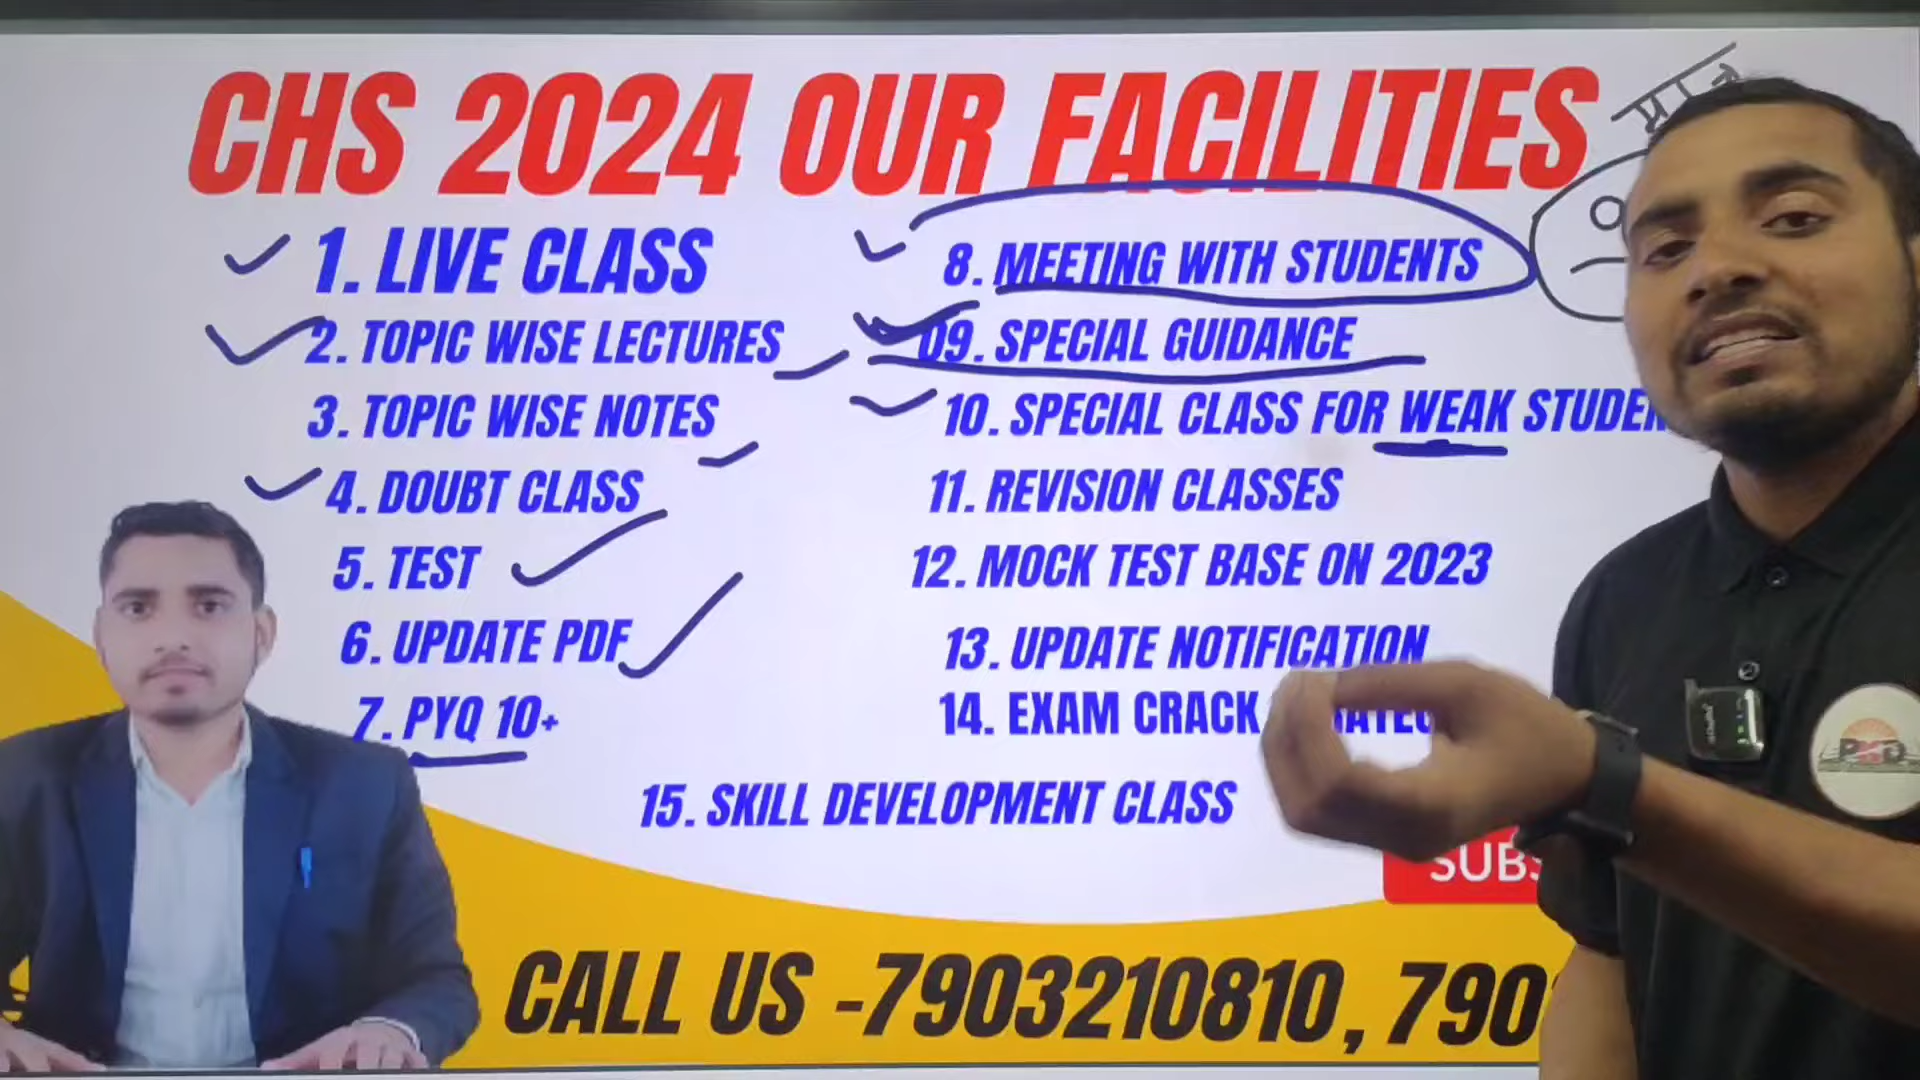 CHS 2024 OUR FACILITIES
1. LIVE CLASS
2. TOPIC WISE LECTURES
3. TOPIC WISE NOTES
4. DOUBT CLASS
5. TEST
6. UPDATE PDF
7. PYQ 10+
8. MEETING WITH STUDENTS
09. SPECIAL GUIDANCE
10. SPECIAL CLASS FOR WEAK STUDEN
11. REVISION CLASSES
12. MOCK TEST BASE ON 2023
13. UPDATE NOTIFICATION
14. EXAM CRACK
15. SKILL DEVELOPMENT CLASS
SUBS
CALL US -7903210810, 790